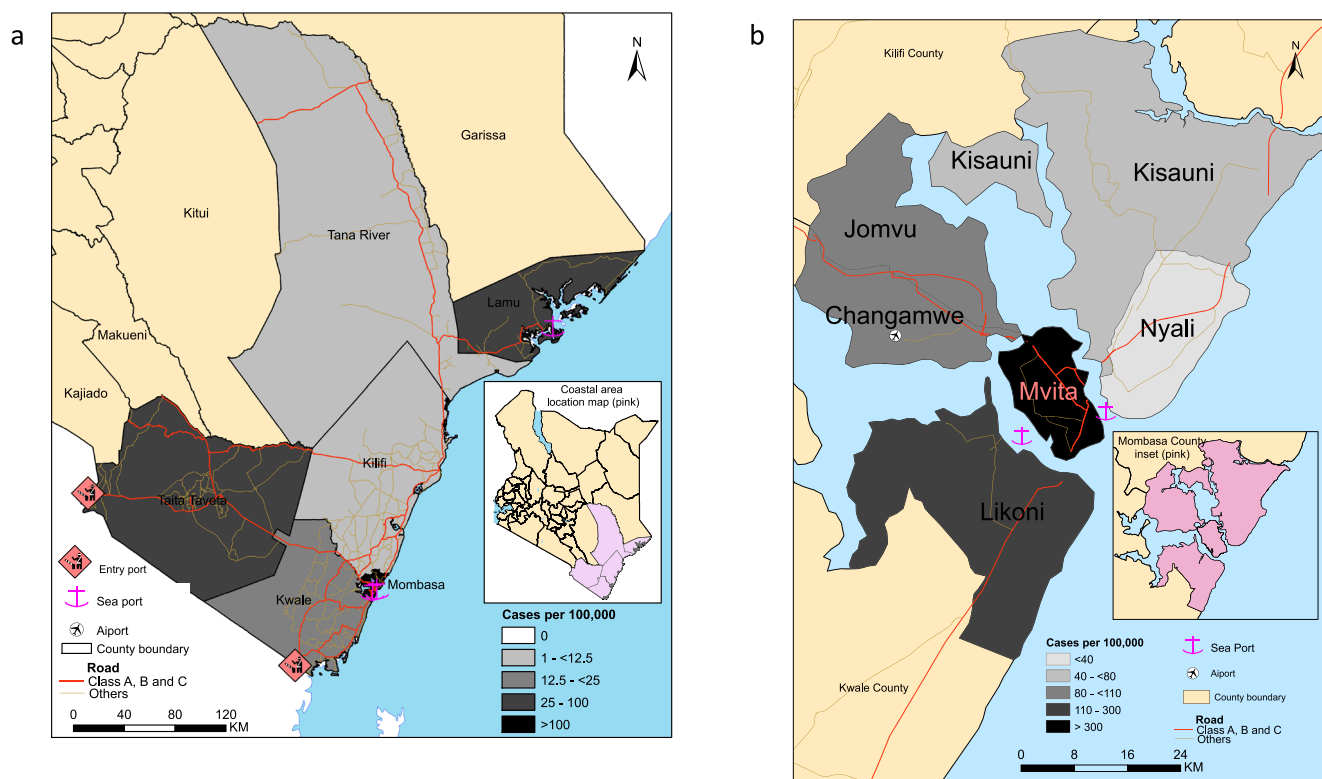 a
N
Garissa
Kitui
Tana River
Lamu
Makueni
Kajiado
Coastal area
location map (pink)
Kilifi
Taita Taveta
Entry port
Mombasa
Kwale
Sea port
Cases per 100,000
0
Aiport
1 - <12.5
County boundary
12.5 - <25
Road
Class A, B and C
25 - 100
Others
>100
0 40 80 120
KM
b
Kilifi County
N
Kisauni
Kisauni
Jomvu
Changamwe
Nyali
Mvita
Mombasa County
inset (pink)
Likoni
Cases per 100,000
<40
Sea Port
40 - <80
Aiport
80 - <110
County boundary
110 - 300
Kwale County
Road
> 300
Class A, B and C
Others
0 8 16 24
KM